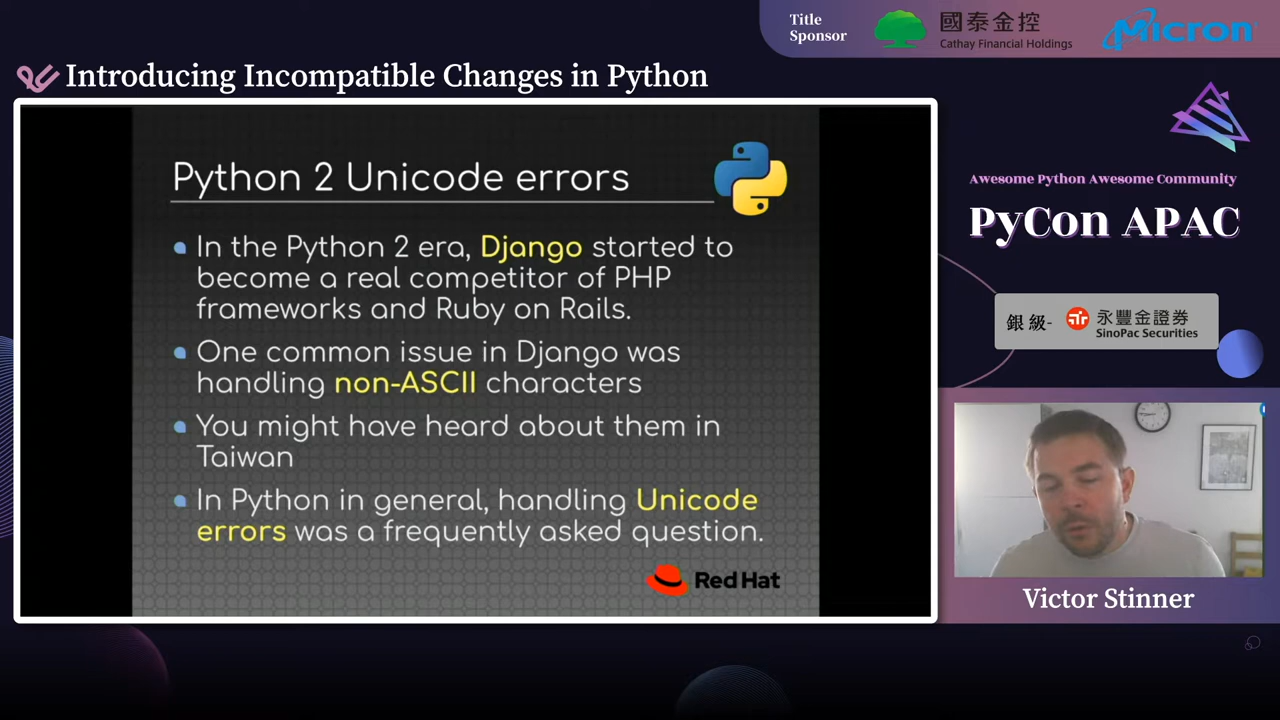 Title
Sponsor
國泰金控
Cathay Financial Holdings
Micron
Introducing Incompatible Changes in Python
Python 2 Unicode errors
In the Python 2 era, Django started to
become a real competitor of PHP
frameworks and Ruby on Rails.
One common issue in Django was
handling non-ASCII characters
You might have heard about them in
Taiwan
In Python in general, handling Unicode
errors was a frequently asked question.
Red Hat
Awesome Python Awesome Community
PyCon APAC
銀級-
永豐金證券
SinoPac Securities
Victor Stinner